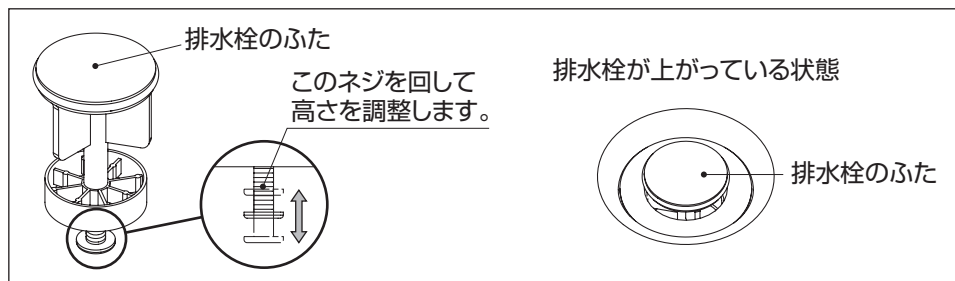 排水栓のふた
このネジを回して
高さを調整します。
排水栓が上がっている状態
排水栓のふた